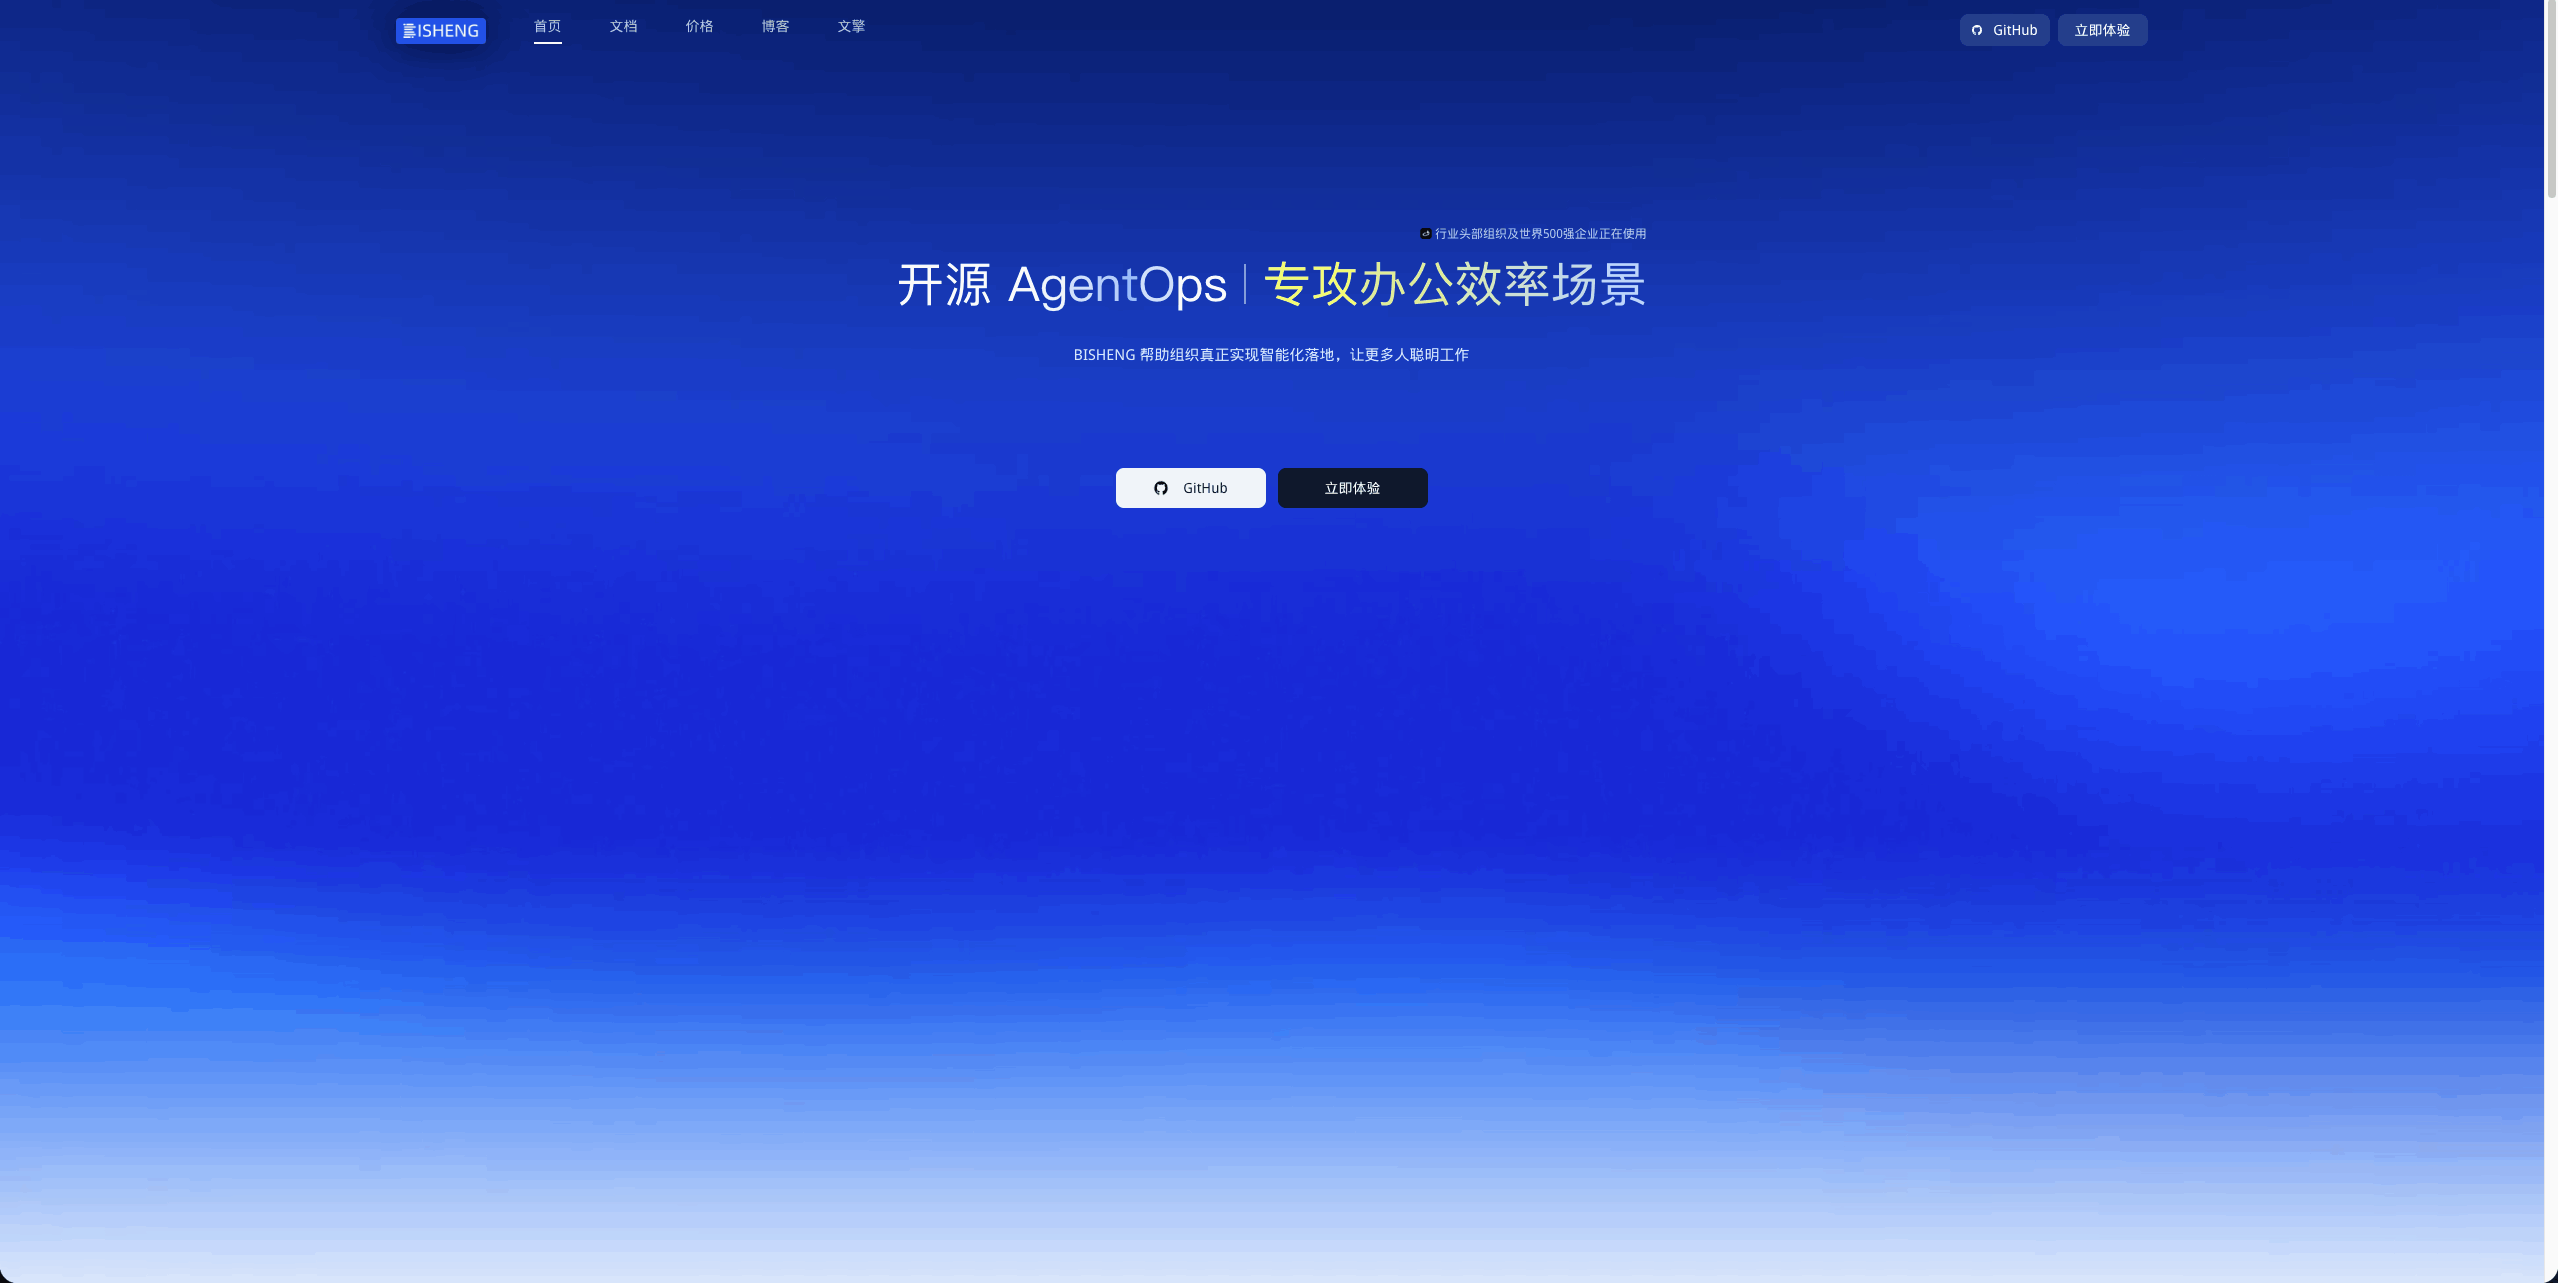 BISHENG 首页 文档 价格 博客 文擎 GitHub 立即体验
行业头部组织及世界500强企业正在使用
开源 AgentOps | 专攻办公效率场景
BISHENG 帮助组织真正实现智能化落地，让更多人聪明工作
GitHub 立即体验